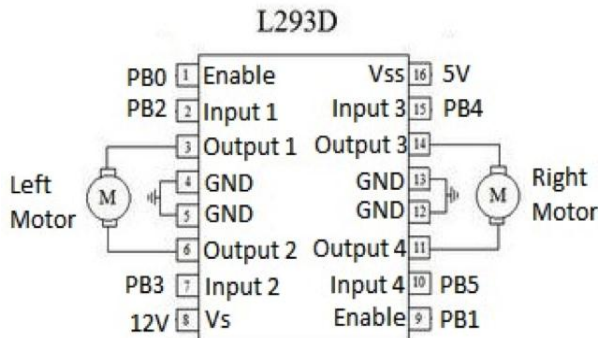 L293D
PB0 1 Enable Vss 16 5V
PB2 2 Input 1 Input 3 15 PB4
3 Output 1 Output 3 14
Left M 4 GND GND 13 M Right
Motor 5 GND GND 12 Motor
6 Output 2 Output 4 11
PB3 7 Input 2 Input 4 10 PB5
12V 8 Vs Enable 9 PB1